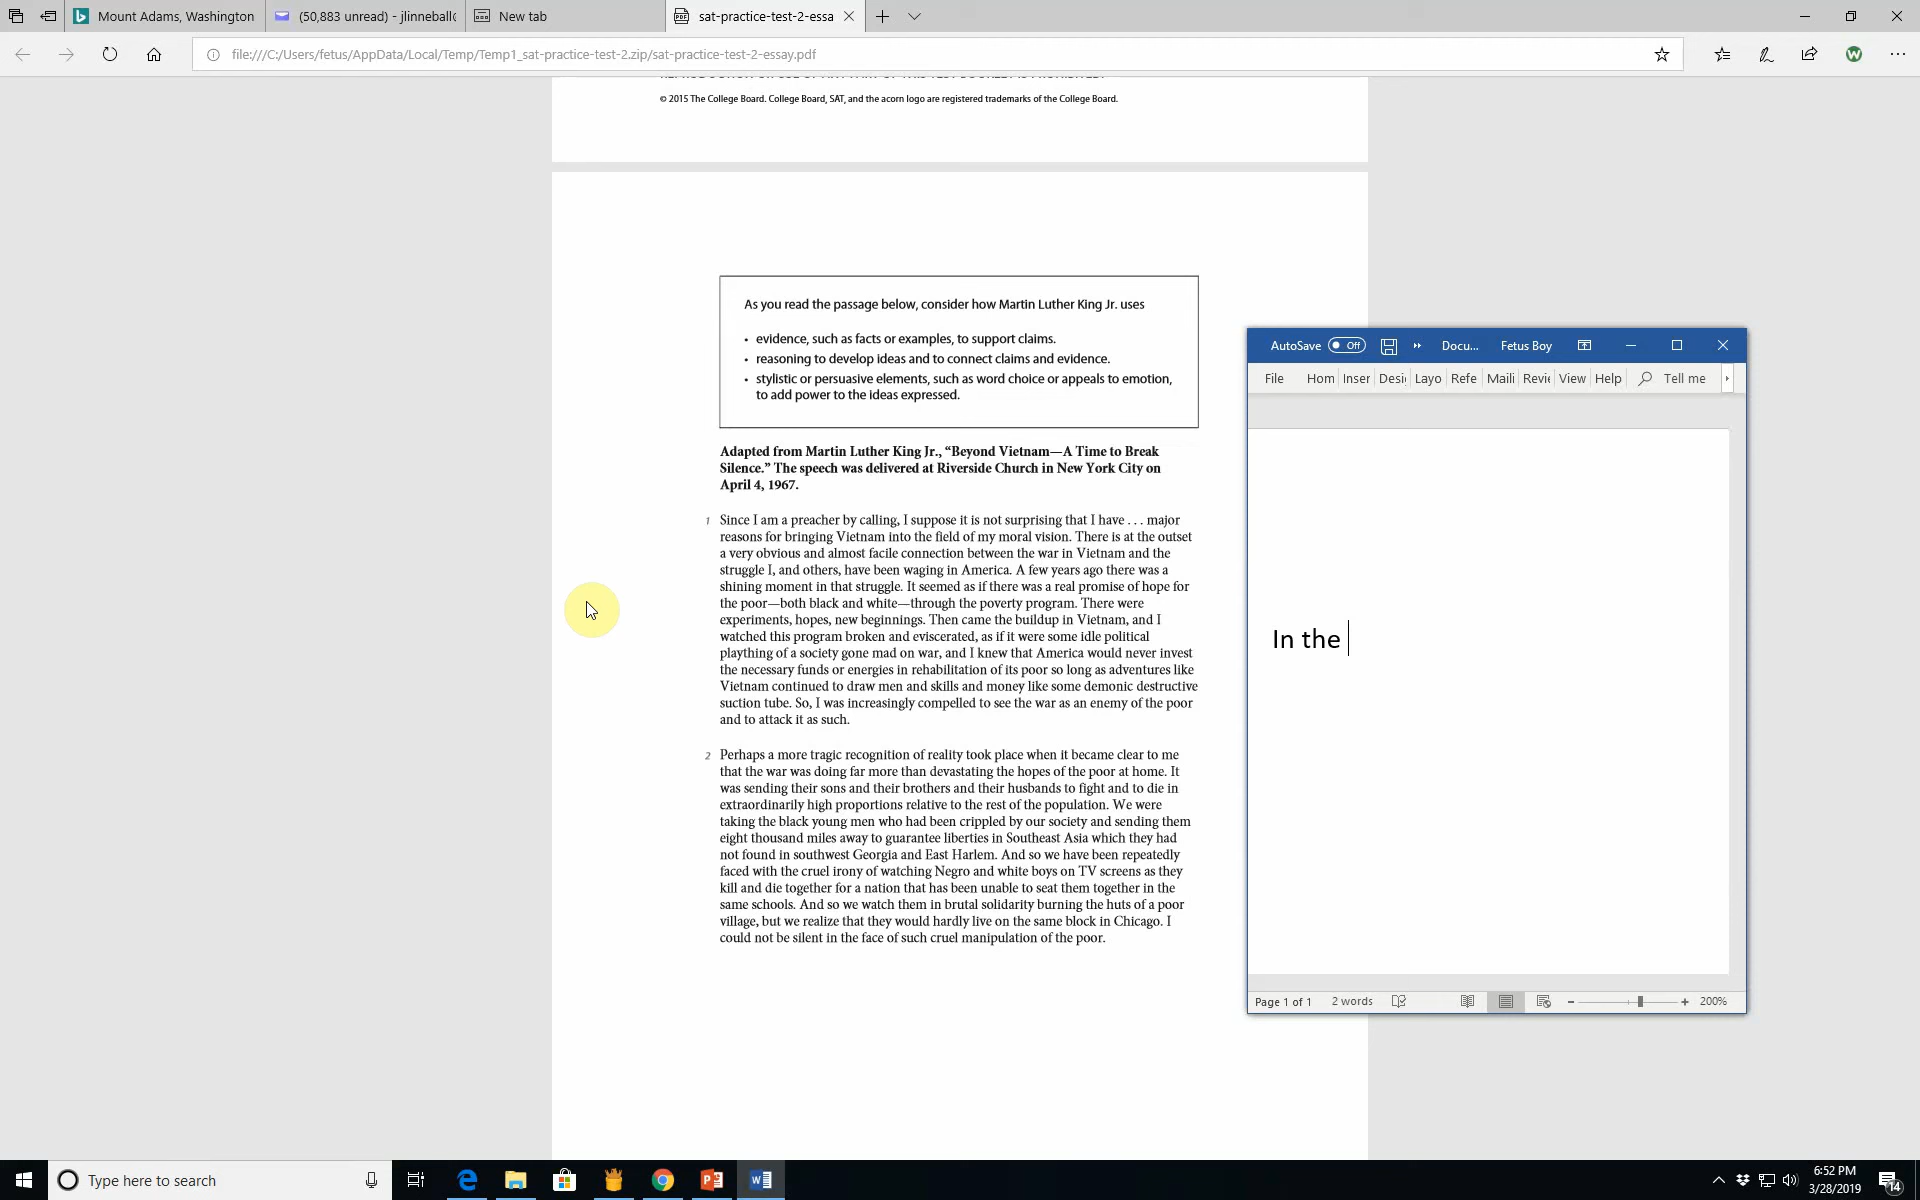 Mount Adams, Washington
(50,883 unread) - jlinneball
New tab
sat-practice-test-2-essa
file:///C:/Users/fetus/AppData/Local/Temp/Temp1_sat-practice-test-2.zip/sat-practice-test-2-essay.pdf
© 2015 The College Board. College Board, SAT, and the acorn logo are registered trademarks of the College Board.
As you read the passage below, consider how Martin Luther King Jr. uses
• evidence, such as facts or examples, to support claims.
• reasoning to develop ideas and to connect claims and evidence.
• stylistic or persuasive elements, such as word choice or appeals to emotion,
to add power to the ideas expressed.
Adapted from Martin Luther King Jr., “Beyond Vietnam—A Time to Break
Silence.” The speech was delivered at Riverside Church in New York City on
April 4, 1967.
1 Since I am a preacher by calling, I suppose it is not surprising that I have . . . major
reasons for bringing Vietnam into the field of my moral vision. There is at the outset
a very obvious and almost facile connection between the war in Vietnam and the
struggle I, and others, have been waging in America. A few years ago there was a
shining moment in that struggle. It seemed as if there was a real promise of hope for
the poor—both black and white—through the poverty program. There were
experiments, hopes, new beginnings. Then came the buildup in Vietnam, and I
watched this program broken and eviscerated, as if it were some idle political
plaything of a society gone mad on war, and I knew that America would never invest
the necessary funds or energies in rehabilitation of its poor so long as adventures like
Vietnam continued to draw men and skills and money like some demonic destructive
suction tube. So, I was increasingly compelled to see the war as an enemy of the poor
and to attack it as such.
2 Perhaps a more tragic recognition of reality took place when it became clear to me
that the war was doing far more than devastating the hopes of the poor at home. It
was sending their sons and their brothers and their husbands to fight and to die in
extraordinarily high proportions relative to the rest of the population. We were
taking the black young men who had been crippled by our society and sending them
eight thousand miles away to guarantee liberties in Southeast Asia which they had
not found in southwest Georgia and East Harlem. And so we have been repeatedly
faced with the cruel irony of watching Negro and white boys on TV screens as they
kill and die together for a nation that has been unable to seat them together in the
same schools. And so we watch them in brutal solidarity burning the huts of a poor
village, but we realize that they would hardly live on the same block in Chicago. I
could not be silent in the face of such cruel manipulation of the poor.
AutoSave Off Docu... Fetus Boy
File Hom Inser Desi Layo Refe Maili Revie View Help Tell me
In the
Page 1 of 1 2 words 200%
Type here to search
6:52 PM
3/28/2019
14